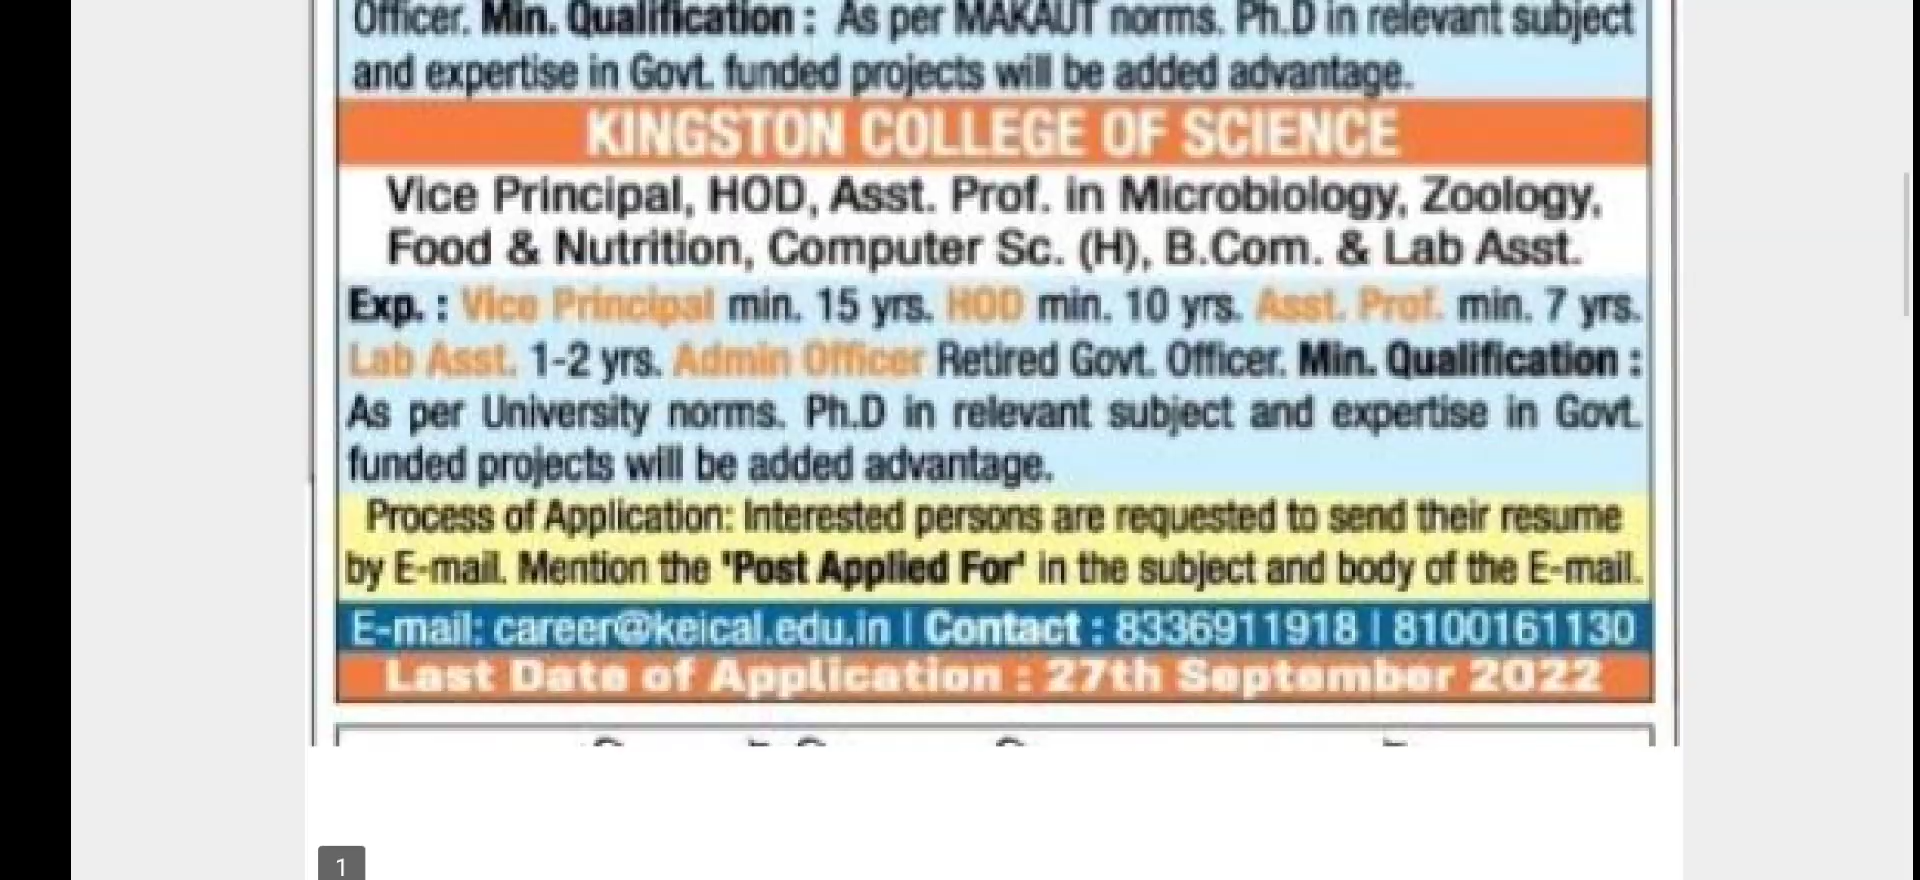 Officer. Min. Qualification : As per MAKAUT norms. Ph.D in relevant subject
and expertise in Govt. funded projects will be added advantage.
KINGSTON COLLEGE OF SCIENCE
Vice Principal, HOD, Asst. Prof. in Microbiology, Zoology,
Food & Nutrition, Computer Sc. (H), B.Com. & Lab Asst.
Exp. : Vice Principal min. 15 yrs. HOD min. 10 yrs. Asst. Prof. min. 7 yrs.
Lab Asst. 1-2 yrs. Admin Officer Retired Govt. Officer. Min. Qualification :
As per University norms. Ph.D in relevant subject and expertise in Govt.
funded projects will be added advantage.
Process of Application: Interested persons are requested to send their resume
by E-mail. Mention the 'Post Applied For' in the subject and body of the E-mail.
E-mail: career@keical.edu.in | Contact : 8336911918 | 8100161130
Last Date of Application : 27th September 2022
1